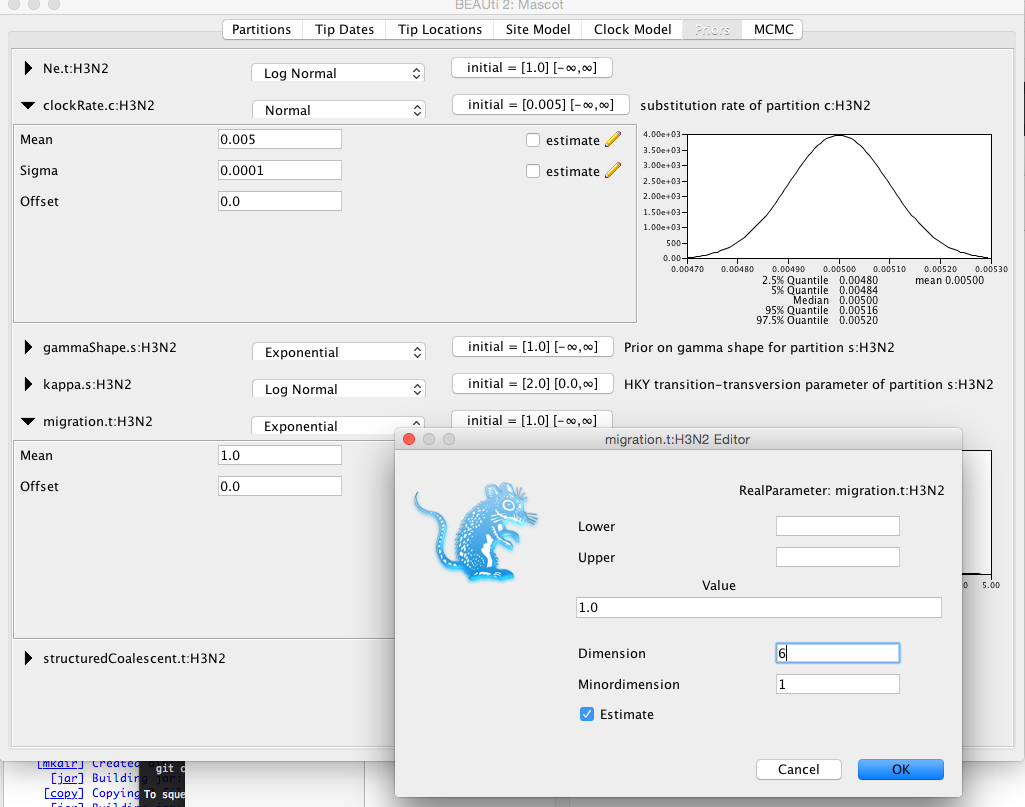 BEAUti 2: Mascot
Partitions Tip Dates Tip Locations Site Model Clock Model Priors MCMC
Ne.t:H3N2 Log Normal initial = [1.0] [-∞,∞]
clockRate.c:H3N2 Normal initial = [0.005] [-∞,∞] substitution rate of partition c:H3N2
Mean 0.005 estimate
Sigma 0.0001 estimate
Offset 0.0
4.00e+03
3.50e+03
3.00e+03
2.50e+03
2.00e+03
1.50e+03
1.00e+03
500
0.00
0.00470 0.00480 0.00490 0.00500 0.00510 0.00520 0.00530
2.5% Quantile 0.00480 mean 0.00500
5% Quantile 0.00484
Median 0.00500
95% Quantile 0.00516
97.5% Quantile 0.00520
gammaShape.s:H3N2 Exponential initial = [1.0] [-∞,∞] Prior on gamma shape for partition s:H3N2
kappa.s:H3N2 Log Normal initial = [2.0] [0.0,∞] HKY transition-transversion parameter of partition s:H3N2
migration.t:H3N2 Exponential initial = [1.0] [-∞,∞]
Mean 1.0
Offset 0.0
structuredCoalescent.t:H3N2
migration.t:H3N2 Editor
RealParameter: migration.t:H3N2
Lower
Upper
Value
1.0
Dimension 6
Minordimension 1
Estimate
Cancel OK
5.00
[mkdir] Created
[jar] Building jar:
[copy] Copying
[jar] Building
git c
To sque